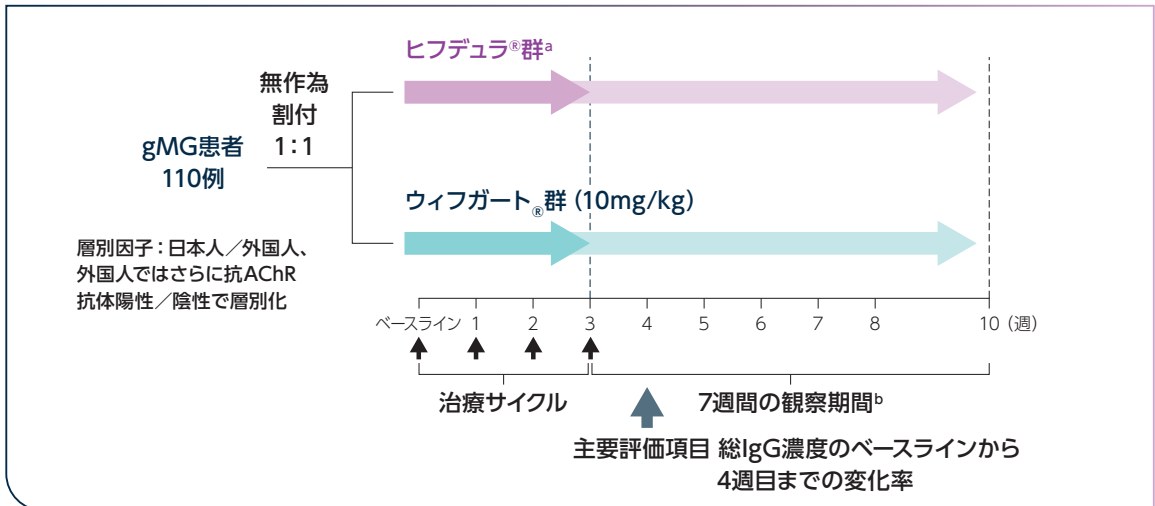 ヒフデュラ®群a
無作為
割付
1：1
gMG患者
110例
ウィフガート®群 (10mg/kg)
層別因子：日本人／外国人、
外国人ではさらに抗AChR
抗体陽性／陰性で層別化
ベースライン 1 2 3 4 5 6 7 8 10 (週)
治療サイクル 7週間の観察期間b
主要評価項目 総IgG濃度のベースラインから
4週目までの変化率